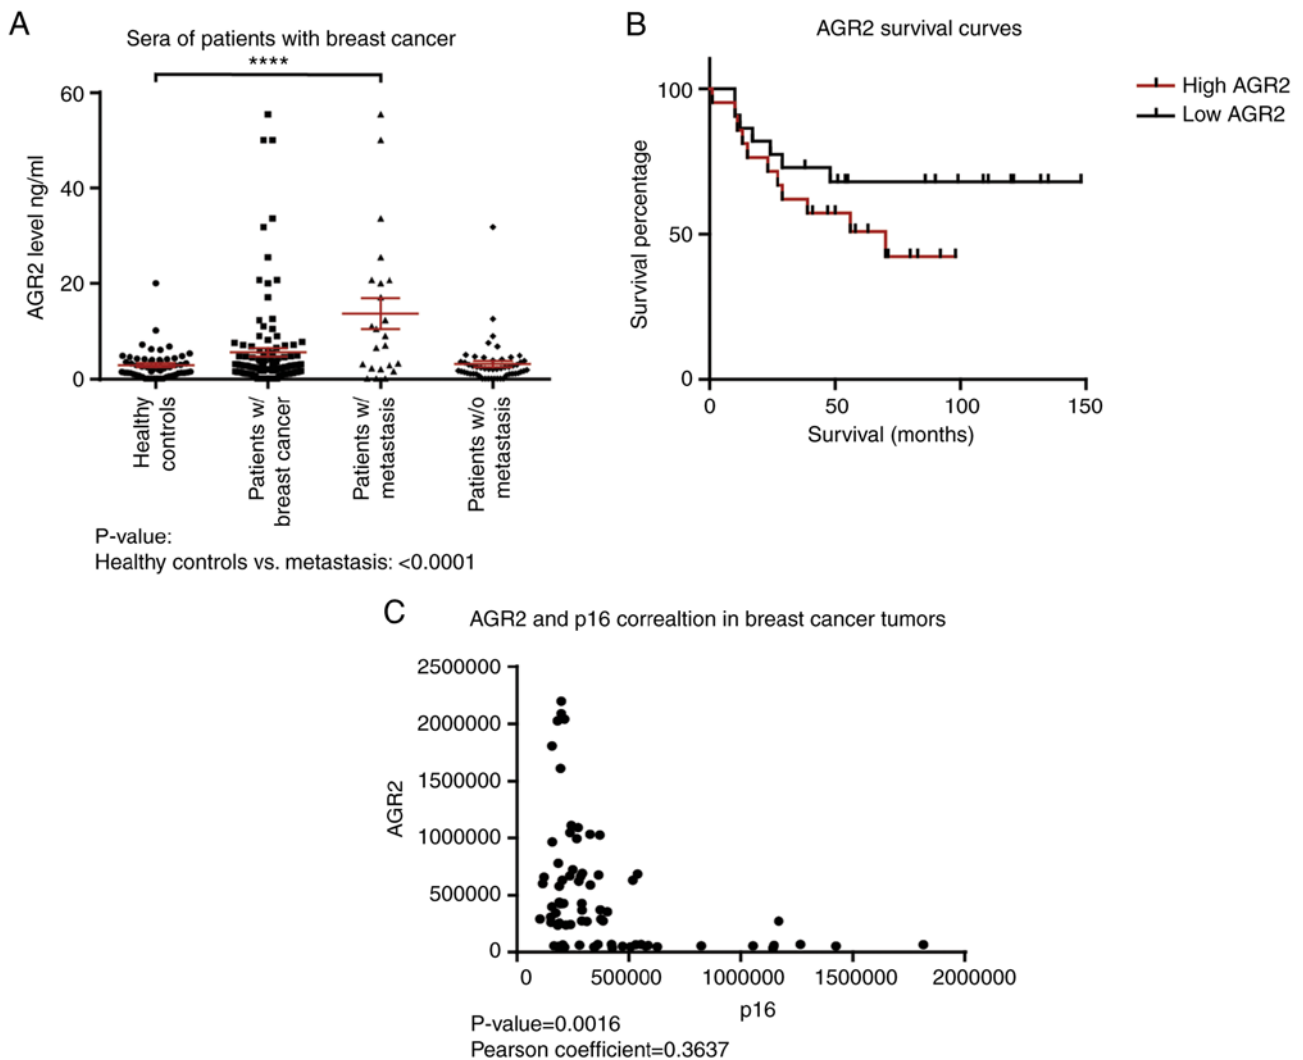 A
Sera of patients with breast cancer
****
60
40
20
0
AGR2 level ng/ml
Healthy
controls
Patients w/
breast cancer
Patients w/
metastasis
Patients w/o
metastasis
P-value:
Healthy controls vs. metastasis: <0.0001
B
AGR2 survival curves
High AGR2
Low AGR2
100
50
0
Survival percentage
0 50 100 150
Survival (months)
C
AGR2 and p16 correaltion in breast cancer tumors
2500000
2000000
1500000
1000000
500000
0
AGR2
0 500000 1000000 1500000 2000000
p16
P-value=0.0016
Pearson coefficient=0.3637